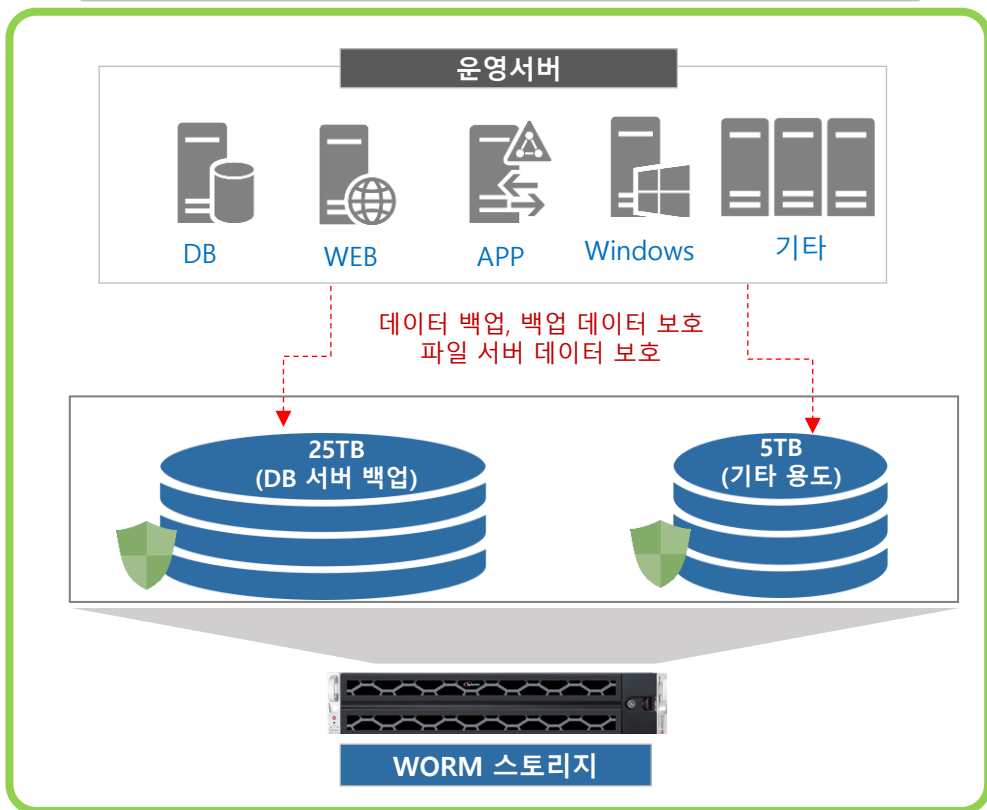 운영서버
DB
WEB
APP
Windows
기타
데이터 백업, 백업 데이터 보호
파일 서버 데이터 보호
25TB
(DB 서버 백업)
5TB
(기타 용도)
WORM 스토리지